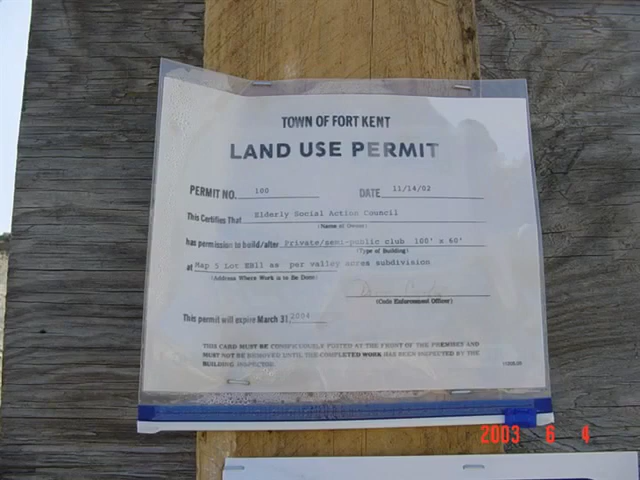 TOWN OF FORT KENT
LAND USE PERMIT
PERMIT NO. 100 DATE 11/14/02
This Certifies That Elderly Social Action Council
(Name of Owner)
has permission to build/alter Private/semi-public club 100' x 60'
(Type of Building)
at Map 5 Lot as per valley acres subdivision
(Address Where Work is to Be Done)
(Code Enforcement Officer)
This permit will expire March 31, 2004
THIS CARD MUST BE CONSPICUOUSLY POSTED AT THE FRONT OF THE PREMISES AND
MUST NOT BE REMOVED UNTIL THE COMPLETED WORK HAS BEEN INSPECTED BY THE
BUILDING INSPECTOR.
2003 6 4